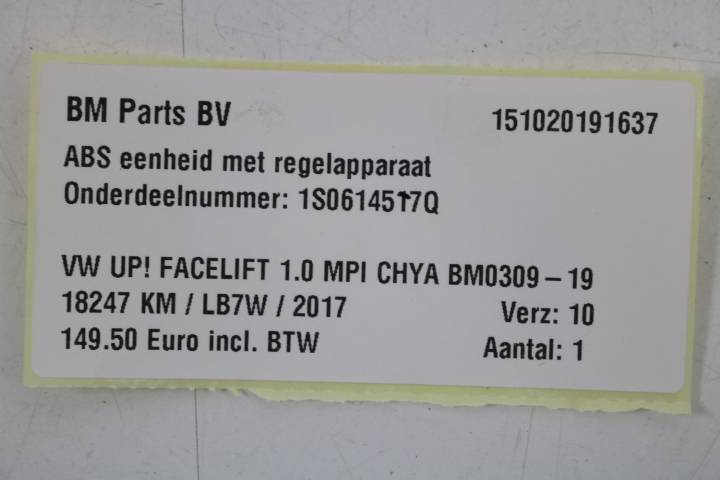 BM Parts BV 151020191637
ABS eenheid met regelapparaat
Onderdeelnummer: 1S0614517Q
VW UP! FACELIFT 1.0 MPI CHYA BM0309-19
18247 KM / LB7W / 2017 Verz: 10
149.50 Euro incl. BTW Aantal: 1